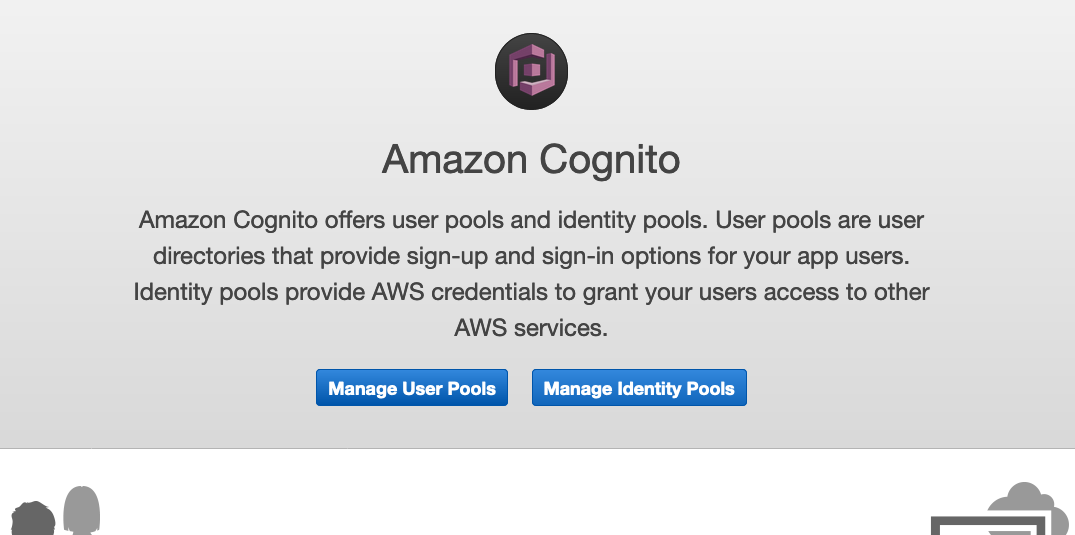 Amazon Cognito
Amazon Cognito offers user pools and identity pools. User pools are user
directories that provide sign-up and sign-in options for your app users.
Identity pools provide AWS credentials to grant your users access to other
AWS services.
Manage User Pools
Manage Identity Pools